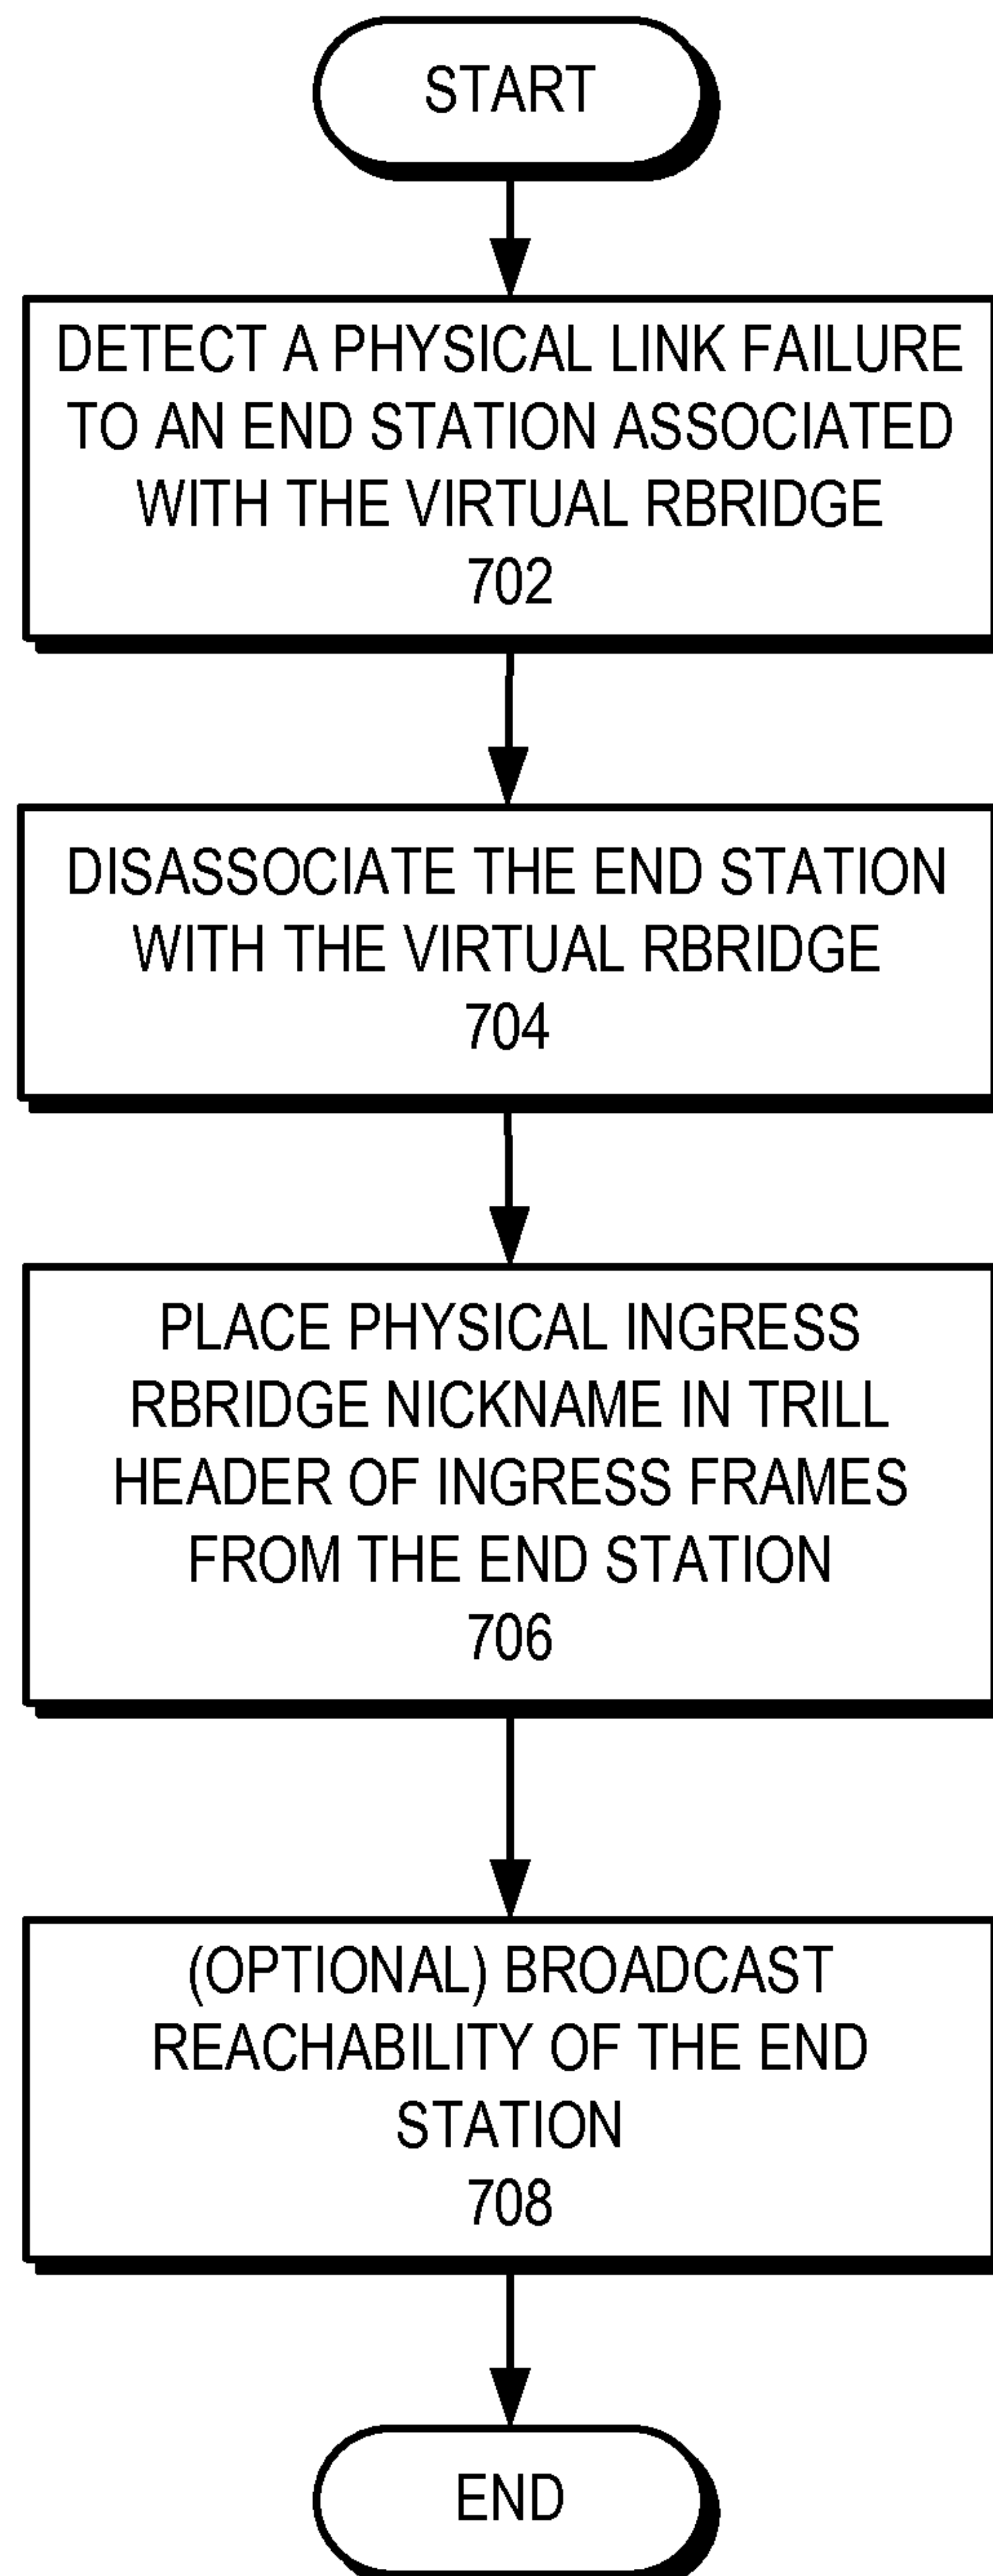 START
DETECT A PHYSICAL LINK FAILURE
TO AN END STATION ASSOCIATED
WITH THE VIRTUAL RBRIDGE
702
DISASSOCIATE THE END STATION
WITH THE VIRTUAL RBRIDGE
704
PLACE PHYSICAL INGRESS
RBRIDGE NICKNAME IN TRILL
HEADER OF INGRESS FRAMES
FROM THE END STATION
706
(OPTIONAL) BROADCAST
REACHABILITY OF THE END
STATION
708
END